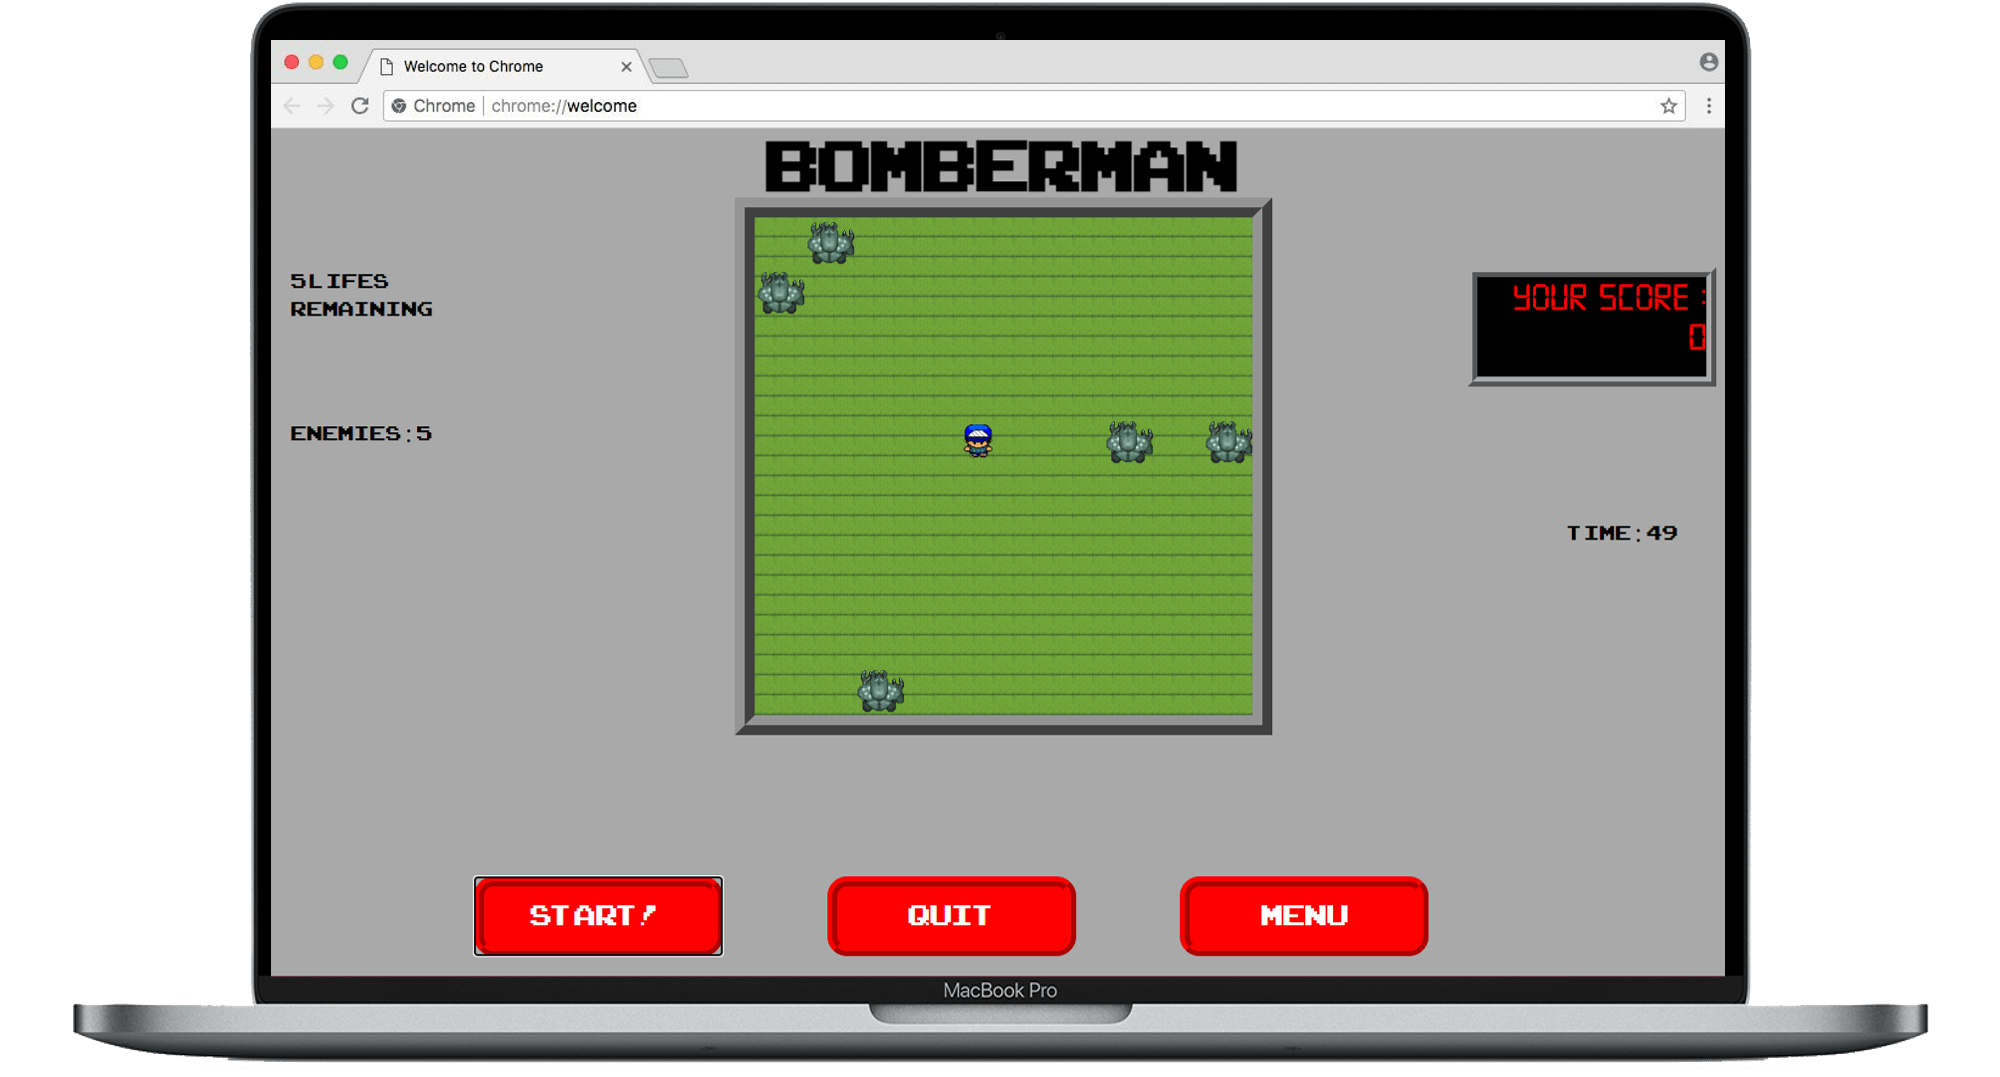 Welcome to Chrome
Chrome chrome://welcome
BOMBERMAN
5LIFES
REMAINING
YOUR SCORE :
0
ENEMIES:5
TIME:49
START!
QUIT
MENU
MacBook Pro